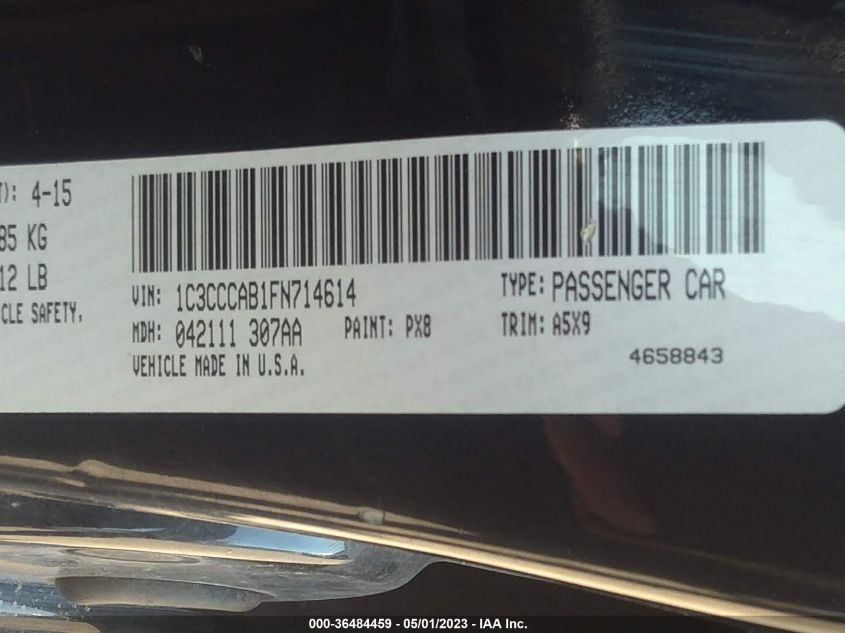 T): 4-15
85 KG
12 LB
CLE SAFETY,
VIN: 1C3CCCAB1FN714614
TYPE: PASSENGER CAR
MDH: 042111 307AA
PAINT: PX8
TRIM: A5X9
VEHICLE MADE IN U.S.A.
4658843
000-36484459 - 05/01/2023 - IAA Inc.